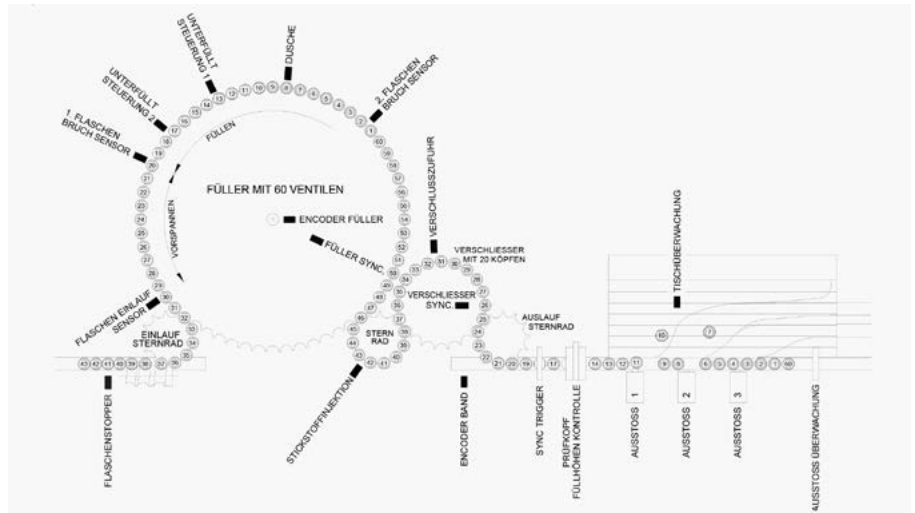 UNTERFÜLLT
STEUERUNG 1
DUSCHE
2. FLASCHEN
BRUCH SENSOR
UNTERFÜLLT
STEUERUNG 2
1. FLASCHEN
BRUCH SENSOR
FÜLLEN
FÜLLER MIT 60 VENTILEN
ENCODER FÜLLER
VORSPANNEN
FÜLLER SYNC.
VERSCHLUSSZUFUHR
VERSCHLIESSER
MIT 20 KÖPFEN
TISCHÜBERWACHUNG
FLASCHEN EINLAUF
SENSOR
VERSCHLIESSER
SYNC.
EINLAUF
STERNRAD
STERN
RAD
AUSLAUF
STERNRAD
FLASCHENSTOPPER
STICKSTOFFINJEKTION
ENCODER BAND
SYNC TRIGGER
PRÜFKOPF
FÜLLHÖHEN KONTROLLE
AUSSTOSS 1
AUSSTOSS 2
AUSSTOSS 3
AUSSTOSS ÜBERWACHUNG